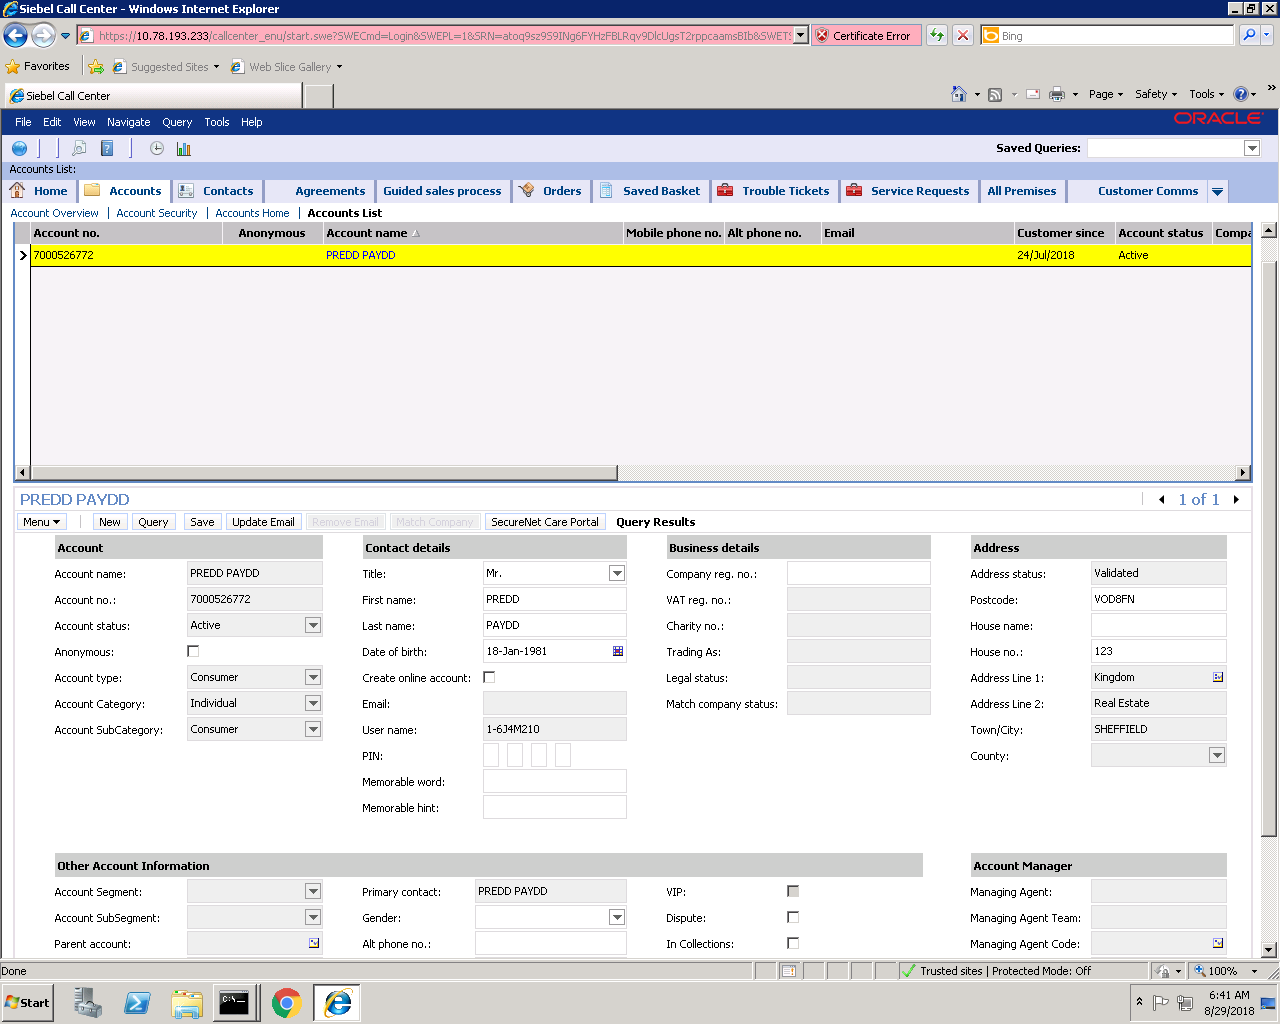 Siebel Call Center - Windows Internet Explorer
https://10.78.193.233/callcenter_enu/start.swe?SWECmd=Login&SWEPL=1&SRN=
Certificate Error
Bing
Favorites
Suggested Sites
Web Slice Gallery
Siebel Call Center
Page
Safety
Tools
File Edit View Navigate Query Tools Help
ORACLE
Saved Queries:
Accounts List:
Home Accounts Contacts Agreements Guided sales process Orders Saved Basket Trouble Tickets Service Requests All Premises Customer Comms
Account Overview | Account Security | Accounts Home | Accounts List
Account no. Anonymous Account name Mobile phone no. Alt phone no. Email Customer since Account status Compa
7000526772 PREDD PAYDD 24/Jul/2018 Active
PREDD PAYDD
1 of 1
Menu New Query Save Update Email Remove Email Match Company SecureNet Care Portal Query Results
Account Contact details Business details Address
Account name: PREDD PAYDD Title: Mr. Company reg. no.: Address status: Validated
Account no.: 7000526772 First name: PREDD VAT reg. no.: Postcode: VOD8FN
Account status: Active Last name: PAYDD Charity no.: House name:
Anonymous: Date of birth: 18-Jan-1981 Trading As: House no.: 123
Account type: Consumer Create online account: Legal status: Address Line 1: Kingdom
Account Category: Individual Email: Match company status: Address Line 2: Real Estate
Account SubCategory: Consumer User name: 1-6J4M210 Town/City: SHEFFIELD
PIN: County:
Memorable word:
Memorable hint:
Other Account Information Account Manager
Account Segment: Primary contact: PREDD PAYDD VIP: Managing Agent:
Account SubSegment: Gender: Dispute: Managing Agent Team:
Parent account: Alt phone no.: In Collections: Managing Agent Code:
Done
Trusted sites | Protected Mode: Off
100%
Start
C:\.
6:41 AM
8/29/2018